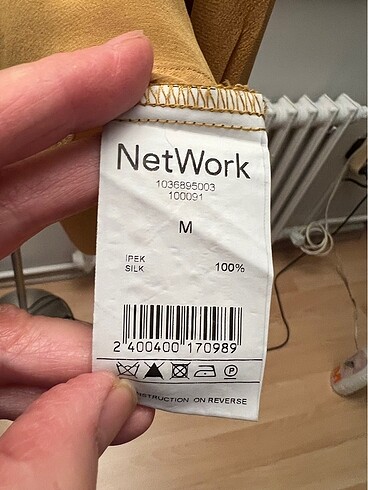 NetWork
1036895003
100091
M
İPEK
SILK 100%
2 400400 170989
P
INSTRUCTION ON REVERSE